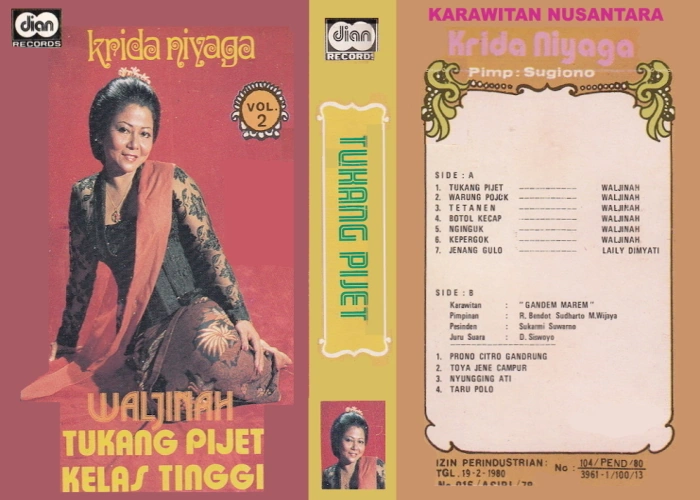 dian
RECORDS
krida niyaga
VOL.
2
WALJINAH
TUKANG PIJET
KELAS TINGGI
dian
RECORDS
TUKANG PIJET
KARAWITAN NUSANTARA
Krida Niyaga
Pimp : Sugiono
SIDE : A
1. TUKANG PIJET WALJINAH
2. WARUNG POJOK WALJINAH
3. TETANEN WALJINAH
4. BOTOL KECAP WALJINAH
5. NGINGUK WALJINAH
6. KEPERGOK WALJINAH
7. JENANG GULO LAILY DIMYATI
SIDE : B
Karawitan : "GANDEM MAREM"
Pimpinan : R. Bendot Sudharto M.Wijaya
Pesinden : Sukarmi Suwarno
Juru Suara : D. Siswoyo
1. PRONO CITRO GANDRUNG
2. TOYA JENE CAMPUR
3. NYUNGGING ATI
4. TARU POLO
IZIN PERINDUSTRIAN: No : 104/PEND/80
TGL. 19-2-1980 3961-1/100/13